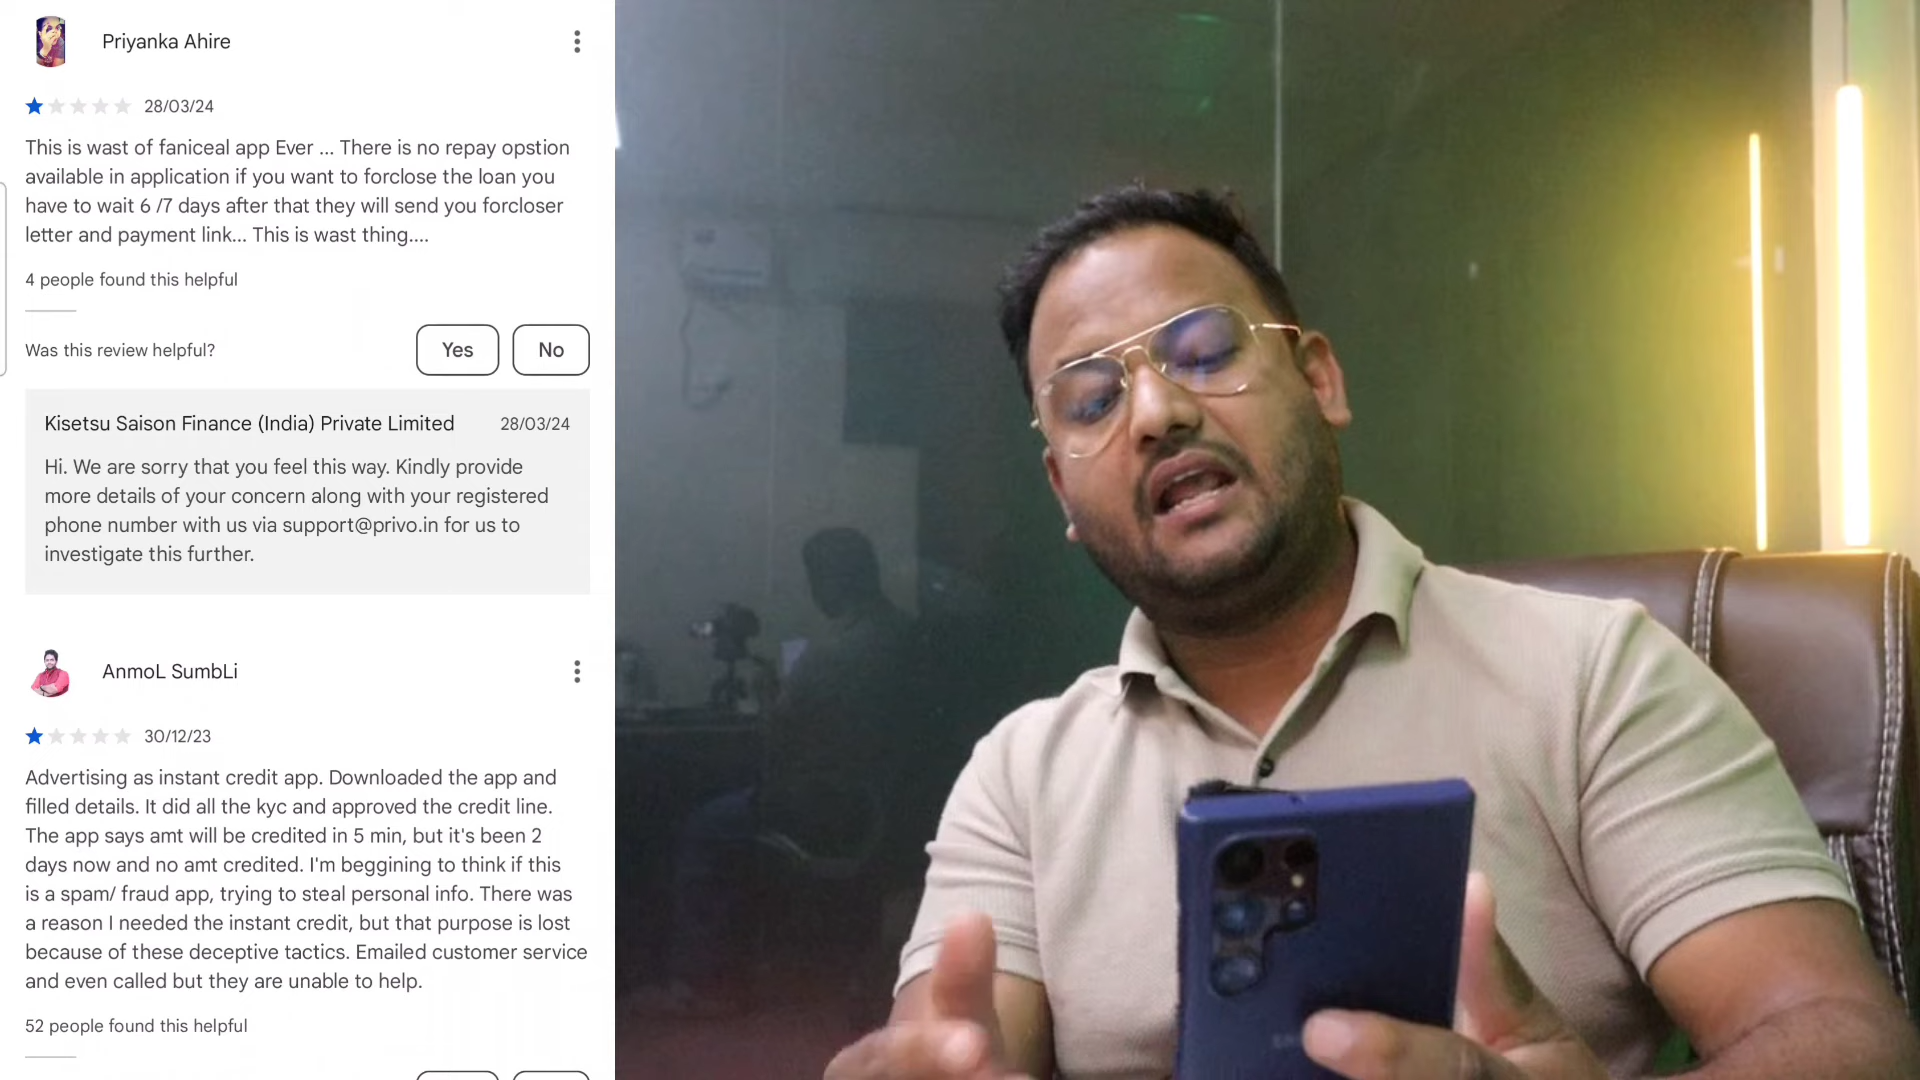 Priyanka Ahire
28/03/24
This is wast of faniceal app Ever ... There is no repay opstion
available in application if you want to forclose the loan you
have to wait 6 /7 days after that they will send you forcloser
letter and payment link... This is wast thing....
4 people found this helpful
Was this review helpful?
Yes
No
Kisetsu Saison Finance (India) Private Limited
28/03/24
Hi. We are sorry that you feel this way. Kindly provide
more details of your concern along with your registered
phone number with us via support@privo.in for us to
investigate this further.
AnmoL SumbLi
30/12/23
Advertising as instant credit app. Downloaded the app and
filled details. It did all the kyc and approved the credit line.
The app says amt will be credited in 5 min, but it's been 2
days now and no amt credited. I'm beggining to think if this
is a spam/ fraud app, trying to steal personal info. There was
a reason I needed the instant credit, but that purpose is lost
because of these deceptive tactics. Emailed customer service
and even called but they are unable to help.
52 people found this helpful